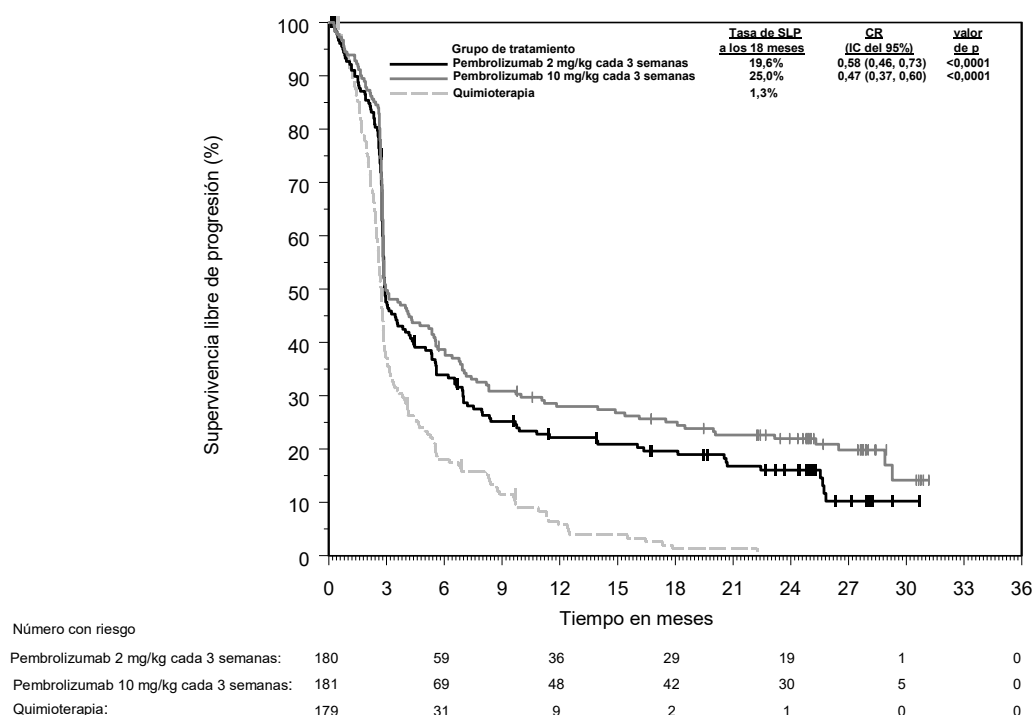 Tasa de SLP CR valor
Grupo de tratamiento a los 18 meses (IC del 95%) de p
Pembrolizumab 2 mg/kg cada 3 semanas 19,6% 0,58 (0,46, 0,73) <0,0001
Pembrolizumab 10 mg/kg cada 3 semanas 25,0% 0,47 (0,37, 0,60) <0,0001
Quimioterapia 1,3%
Supervivencia libre de progresión (%)
100
90
80
70
60
50
40
30
20
10
0
0 3 6 9 12 15 18 21 24 27 30 33 36
Tiempo en meses
Número con riesgo
Pembrolizumab 2 mg/kg cada 3 semanas: 180 59 36 29 19 1 0
Pembrolizumab 10 mg/kg cada 3 semanas: 181 69 48 42 30 5 0
Quimioterapia: 179 31 9 2 1 0 0